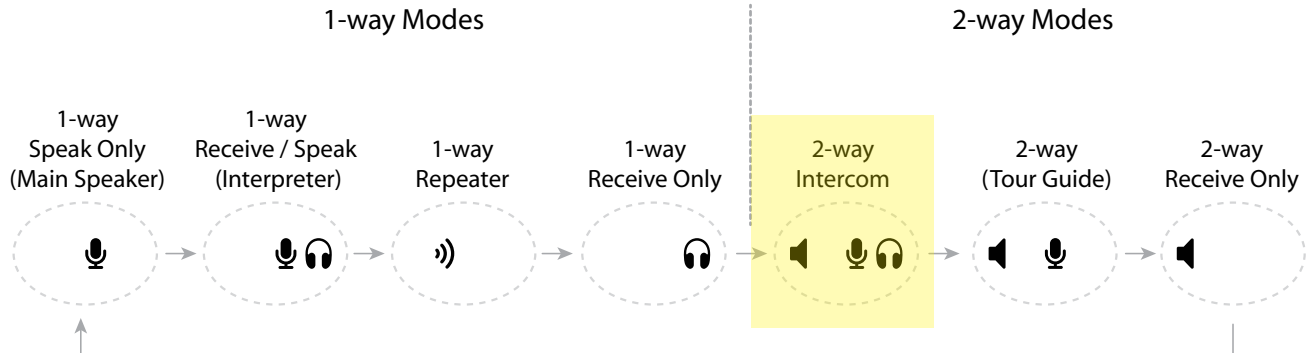 1-way Modes
2-way Modes
1-way
Speak Only
(Main Speaker)
1-way
Receive / Speak
(Interpreter)
1-way
Repeater
1-way
Receive Only
2-way
Intercom
2-way
(Tour Guide)
2-way
Receive Only